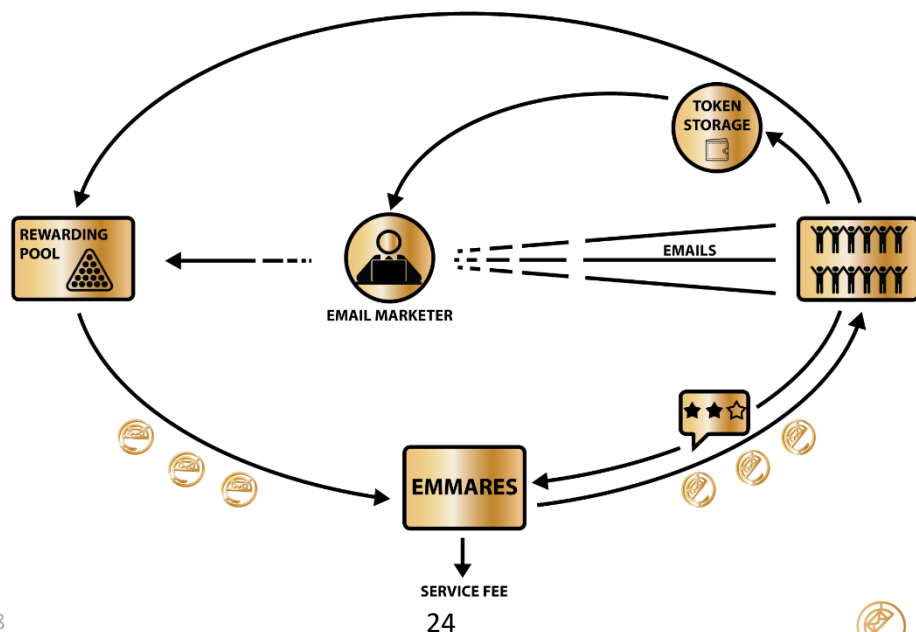 TOKEN
STORAGE
REWARDING
POOL
EMAILS
EMAIL MARKETER
EMMARES
SERVICE FEE
24